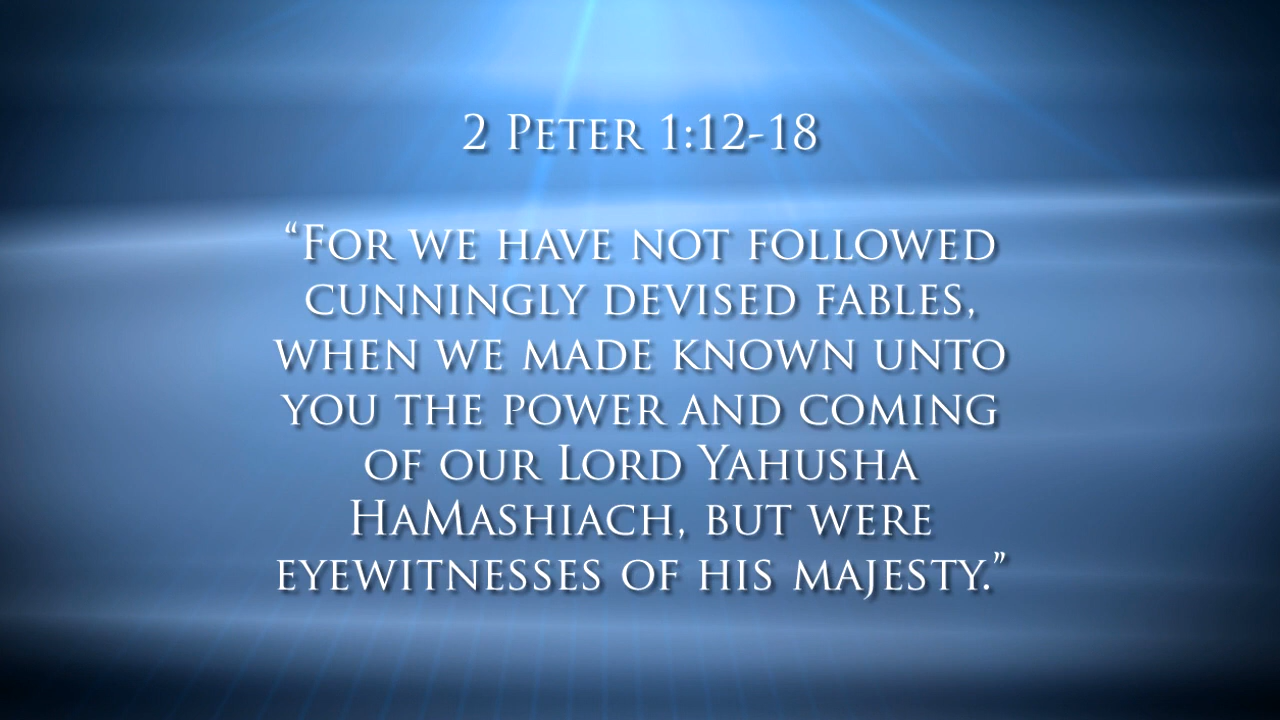 2 Peter 1:12-18
“For we have not followed
cunningly devised fables,
when we made known unto
you the power and coming
of our Lord Yahusha
HaMashiach, but were
eyewitnesses of his majesty.”